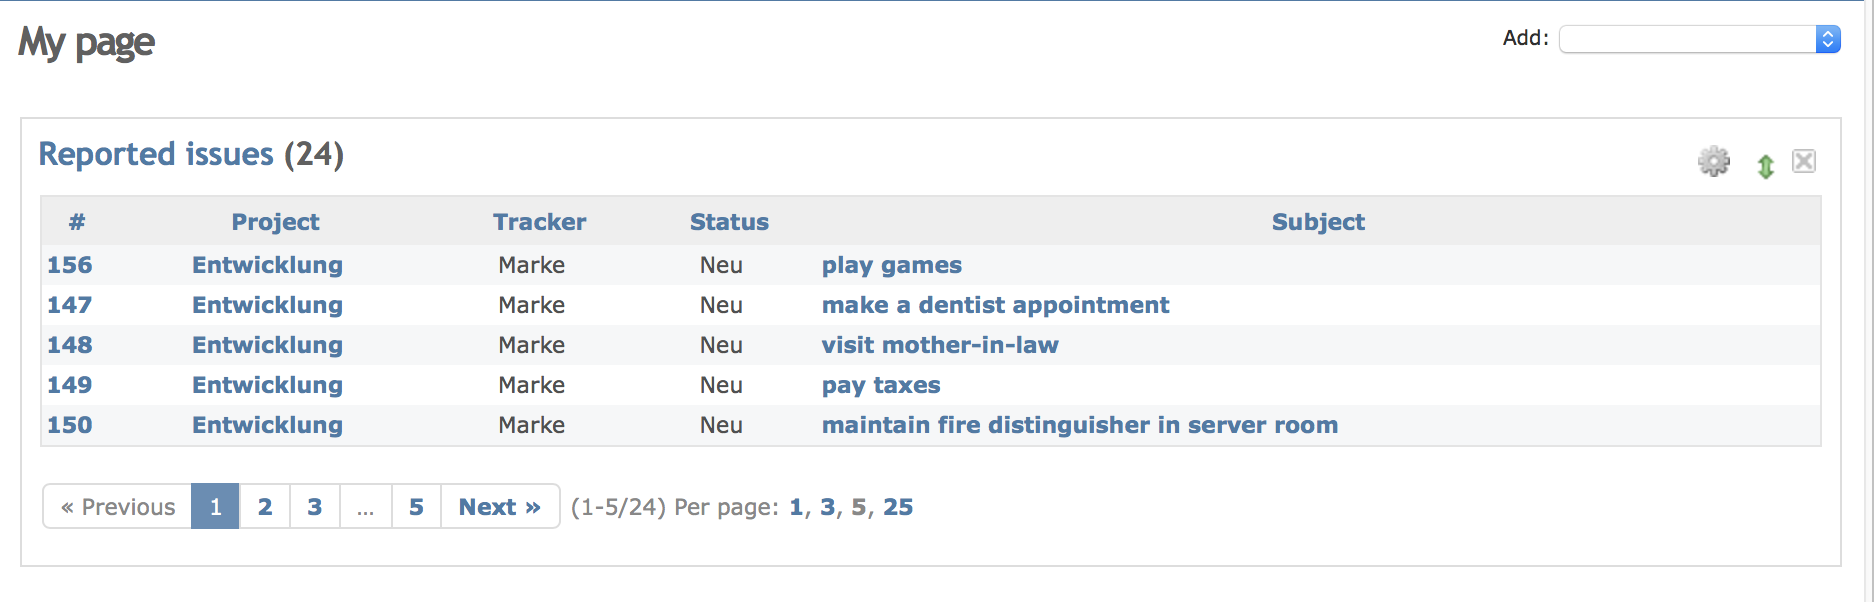 My page
Add:
Reported issues (24)
# Project Tracker Status Subject
156 Entwicklung Marke Neu play games
147 Entwicklung Marke Neu make a dentist appointment
148 Entwicklung Marke Neu visit mother-in-law
149 Entwicklung Marke Neu pay taxes
150 Entwicklung Marke Neu maintain fire distinguisher in server room
« Previous 1 2 3 ... 5 Next » (1-5/24) Per page: 1, 3, 5, 25